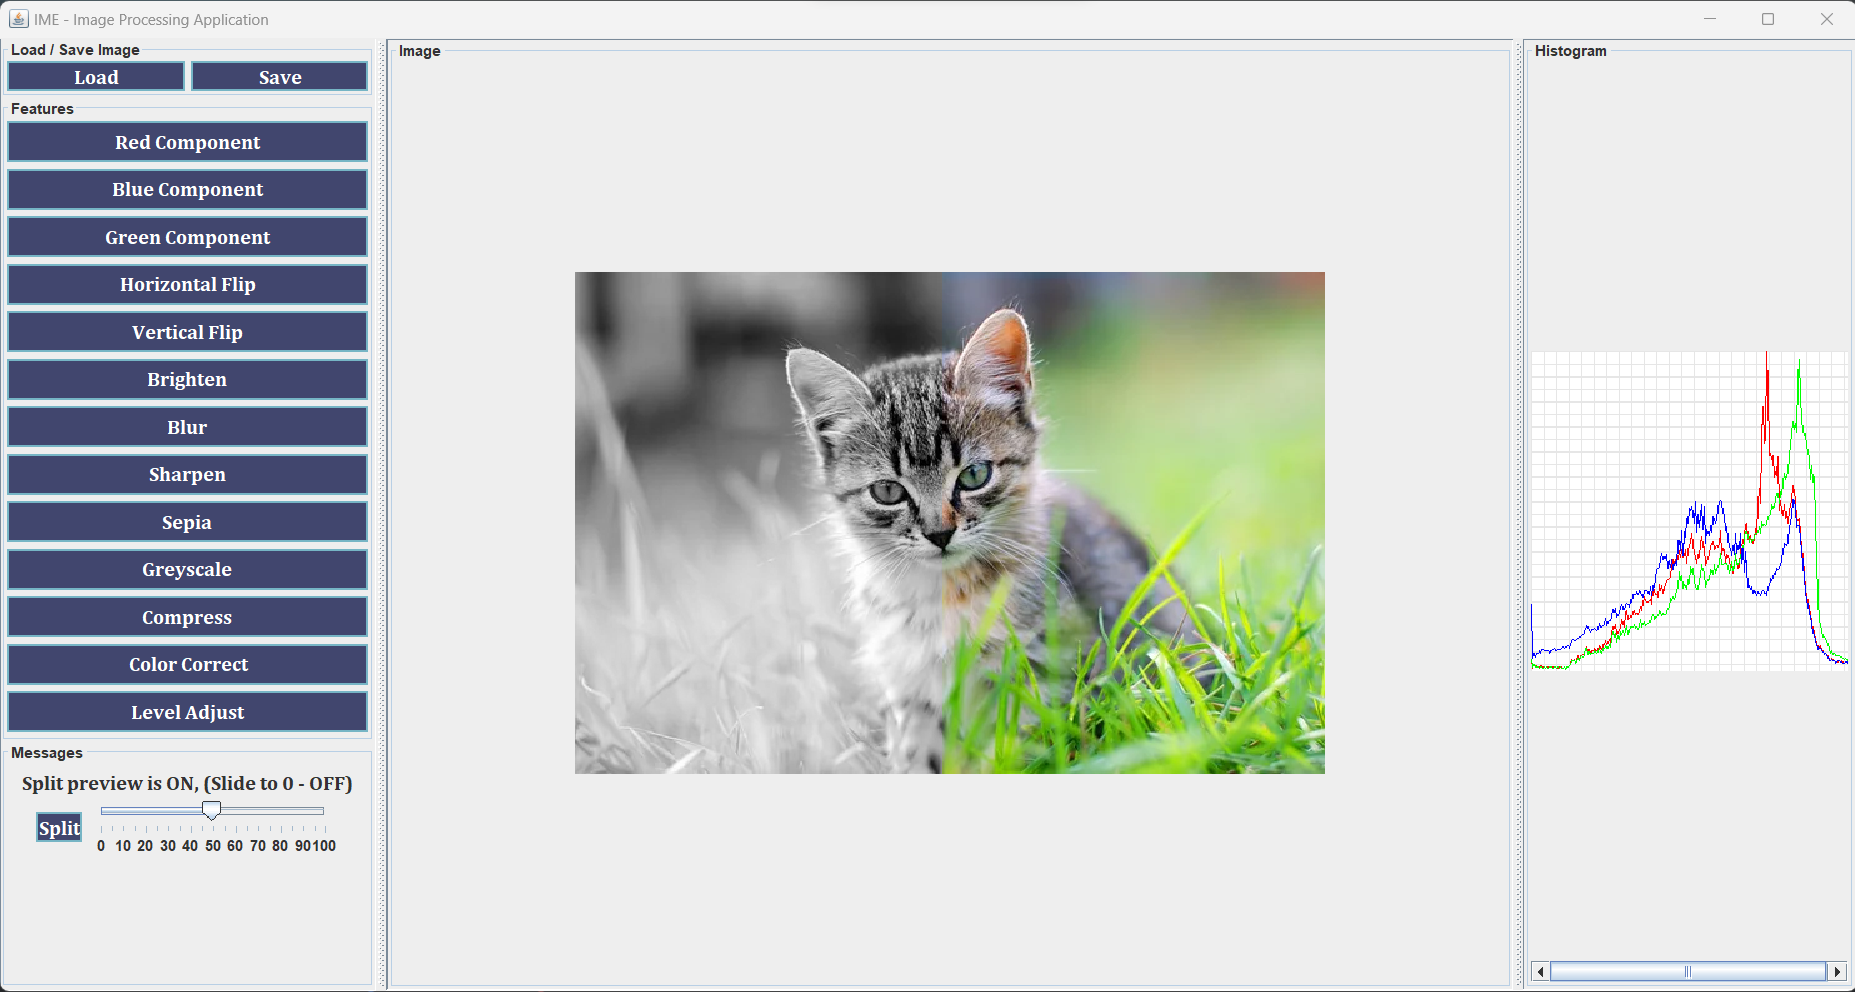 IME - Image Processing Application
Load / Save Image
Load Save
Features
Red Component
Blue Component
Green Component
Horizontal Flip
Vertical Flip
Brighten
Blur
Sharpen
Sepia
Greyscale
Compress
Color Correct
Level Adjust
Messages
Split preview is ON, (Slide to 0 - OFF)
Split
0 10 20 30 40 50 60 70 80 90 100
Image
Histogram